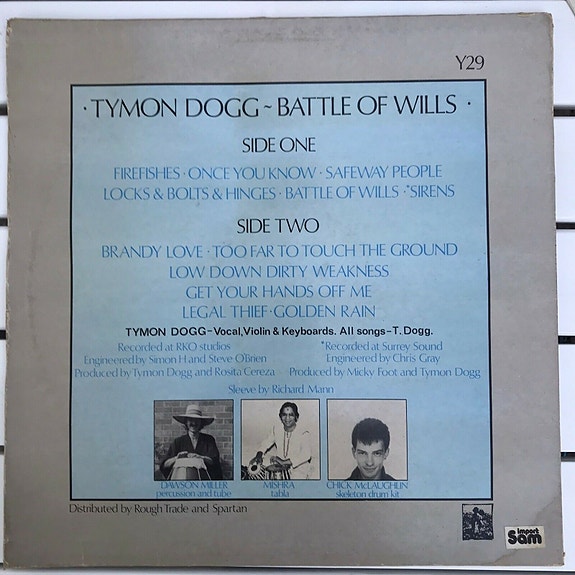 Y29
· TYMON DOGG ~ BATTLE OF WILLS ·
SIDE ONE
FIREFISHES · ONCE YOU KNOW · SAFEWAY PEOPLE
LOCKS & BOLTS & HINGES · BATTLE OF WILLS · *SIRENS
SIDE TWO
BRANDY LOVE · TOO FAR TO TOUCH THE GROUND
LOW DOWN DIRTY WEAKNESS
GET YOUR HANDS OFF ME
LEGAL THIEF · GOLDEN RAIN
TYMON DOGG-Vocal,Violin & Keyboards. All songs-T. Dogg.
Recorded at RKO studios *Recorded at Surrey Sound
Engineered by Simon H and Steve O'Brien Engineered by Chris Gray
Produced by Tymon Dogg and Rosita Cereza Produced by Micky Foot and Tymon Dogg
Sleeve by Richard Mann
DAWSON MILLER MISHRA CHICK McLAUGHLIN
percussion and tube tabla skeleton drum kit
Distributed by Rough Trade and Spartan
Import
Sam